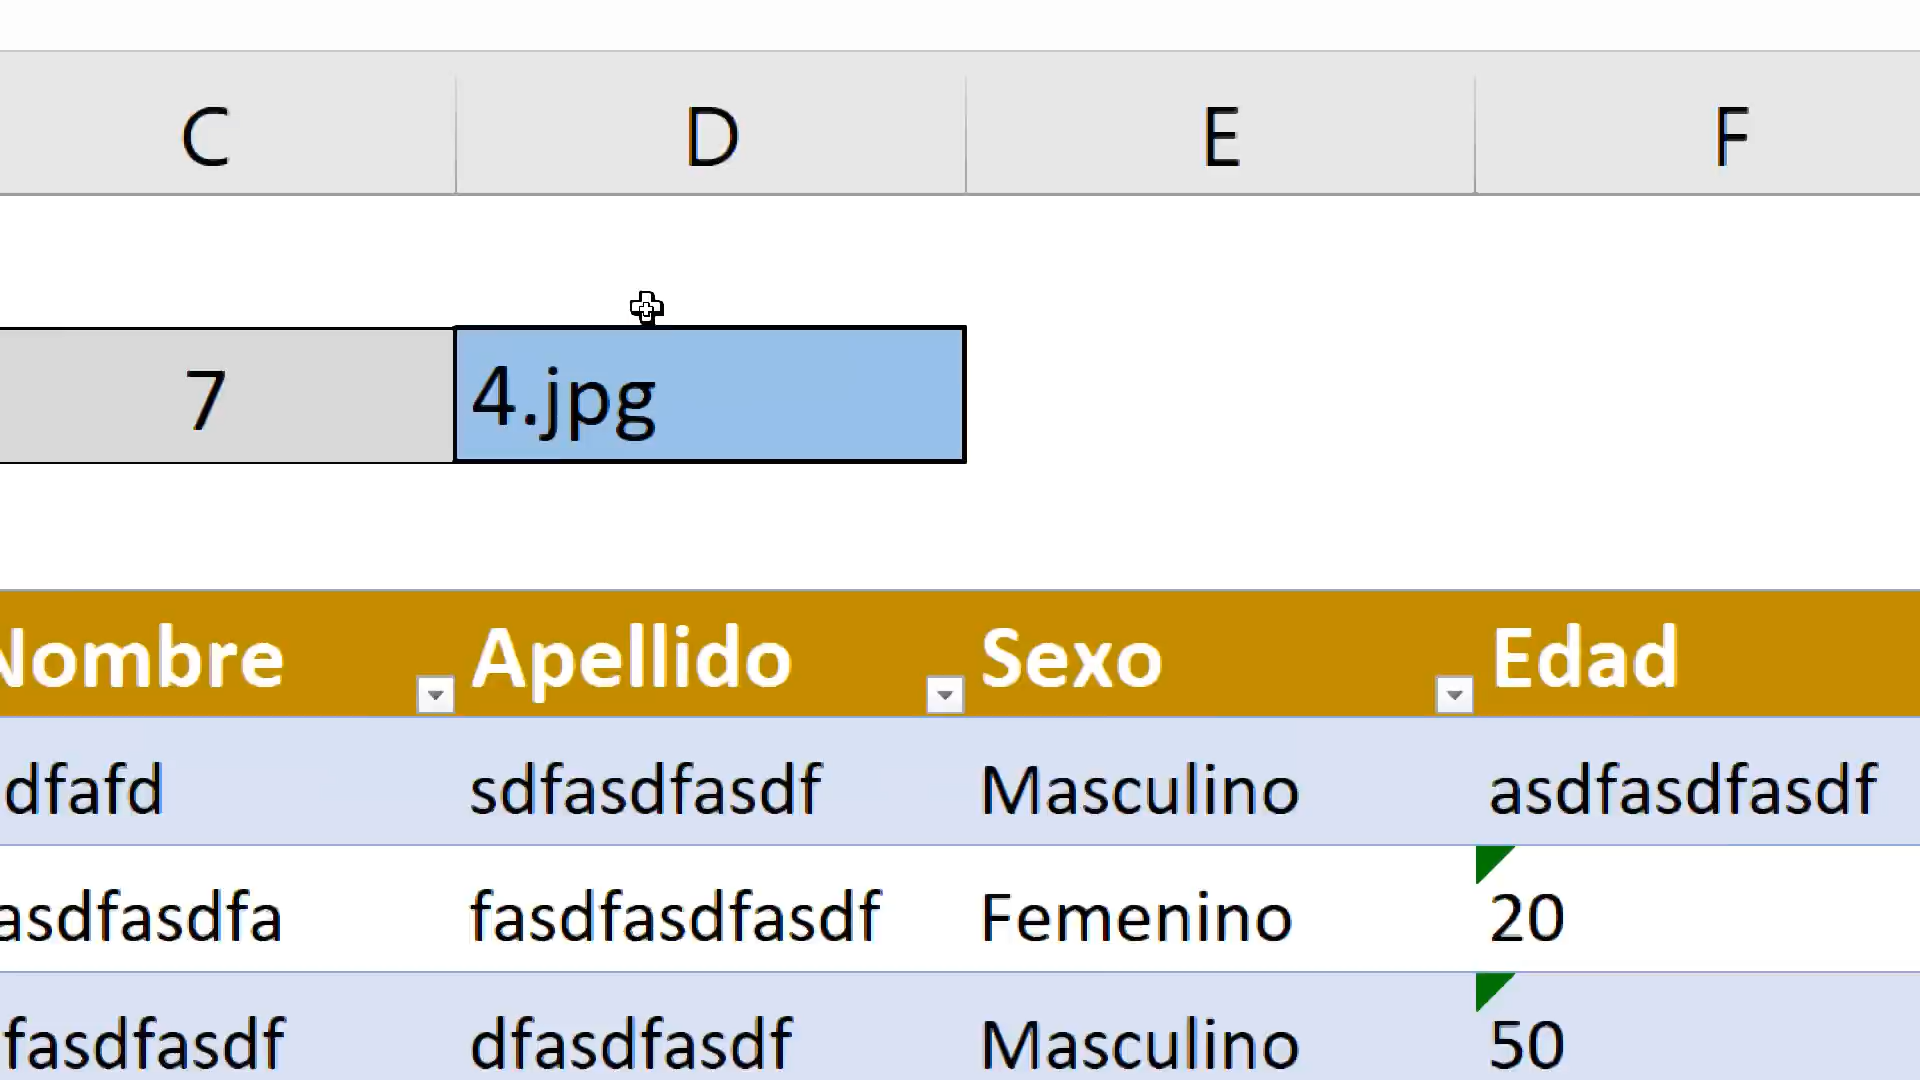 C D E F
7 4.jpg
Nombre Apellido Sexo Edad
dfafd sdfasdfasdf Masculino asdfasdfasdf
asdfasdfa fasdfasdfasdf Femenino 20
fasdfasdf dfasdfasdf Masculino 50